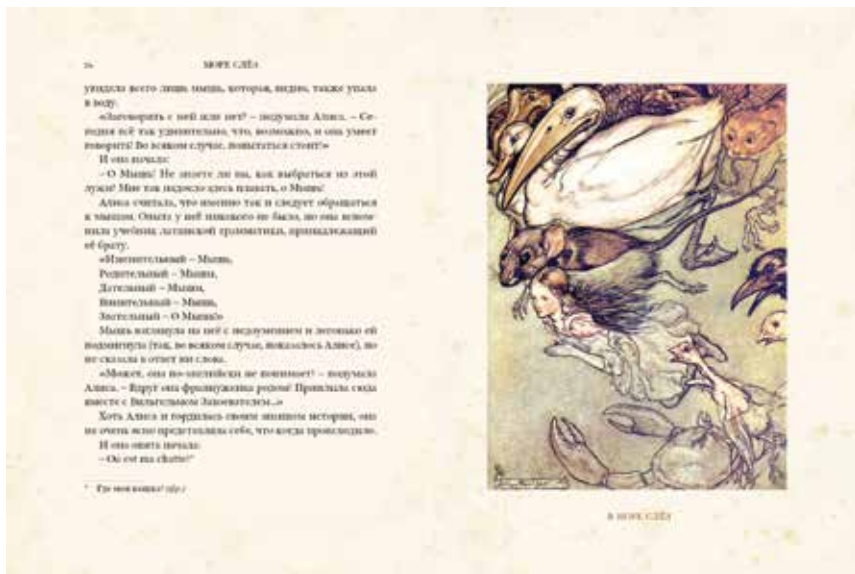 МОРЕ СЛЁЗ
увидела всего лишь мышь, которая, видно, также упала
в воду.
«Заговорить с ней или нет? – подумала Алиса. – Се-
годня всё так удивительно, что, возможно, и она умеет
говорить! Во всяком случае, попытаться стоит!»
И она начала:
– О Мышь! Не знаете ли вы, как выбраться из этой
лужи? Мне так надоело здесь плавать, о Мышь!
Алиса считала, что именно так и следует обращаться
к мышам. Опыта у неё никакого не было, но она вспом-
нила учебник латинской грамматики, принадлежащий
её брату.
«Именительный – Мышь,
Родительный – Мыши,
Дательный – Мыши,
Винительный – Мышь,
Звательный – О Мышь!»
Мышь взглянула на неё с недоумением и легонько ей
подмигнула (так, во всяком случае, показалось Алисе), но
не сказала в ответ ни слова.
«Может, она по-английски не понимает? – подумала
Алиса. – Вдруг она француженка родом? Приплыла сюда
вместе с Вильгельмом Завоевателем...»
Хоть Алиса и гордилась своим знанием истории, она
не очень ясно представляла себе, что когда происходило.
И она опять начала:
– Où est ma chatte?*
* Где моя кошка? (фр.)
В МОРЕ СЛЁЗ